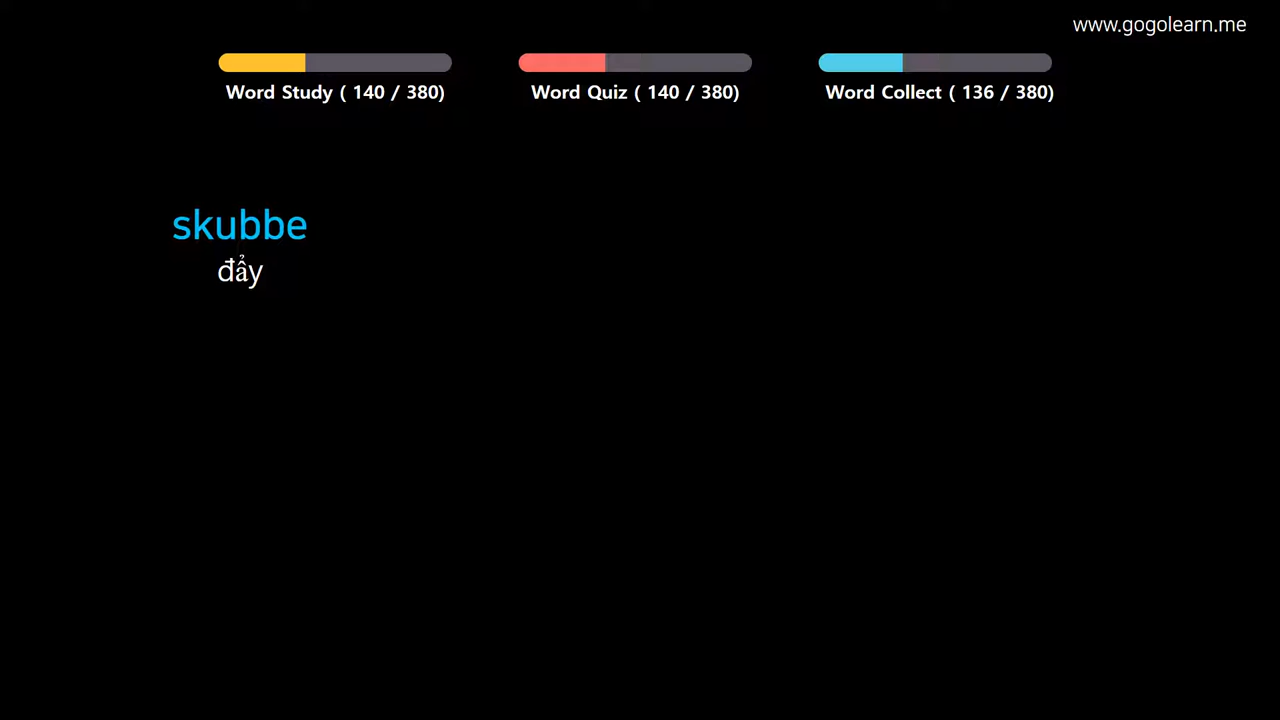 www.gogolearn.me
Word Study ( 140 / 380)
Word Quiz ( 140 / 380)
Word Collect ( 136 / 380)
skubbe
đẩy